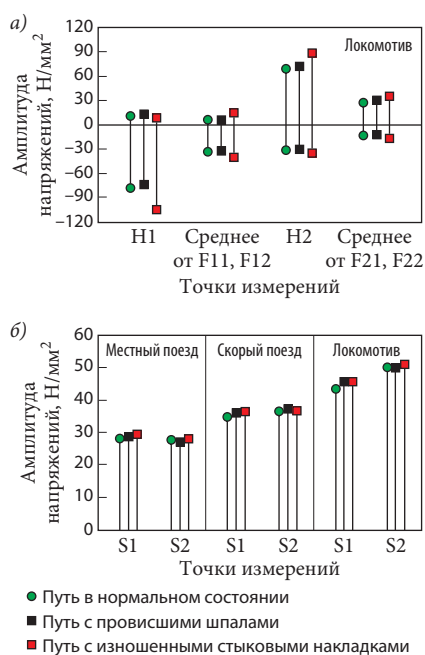 а)
Амплитуда
напряжений, Н/мм²
120
90
60
30
0
–30
–60
–90
–120
Локомотив
H1 Среднее от F11, F12 H2 Среднее от F21, F22
Точки измерений
б)
Амплитуда
напряжений, Н/мм²
60
50
40
30
20
10
0
Местный поезд Скорый поезд Локомотив
S1 S2 S1 S2 S1 S2
Точки измерений
Путь в нормальном состоянии
Путь с провисшими шпалами
Путь с изношенными стыковыми накладками